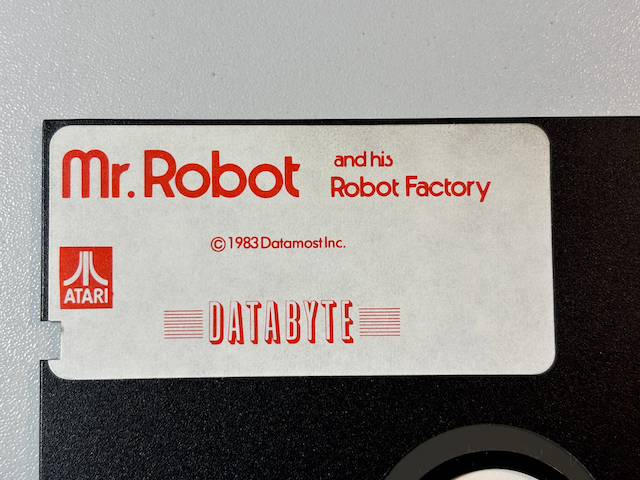 Mr. Robot and his
Robot Factory
© 1983 Datamost Inc.
ATARI
DATABYTE